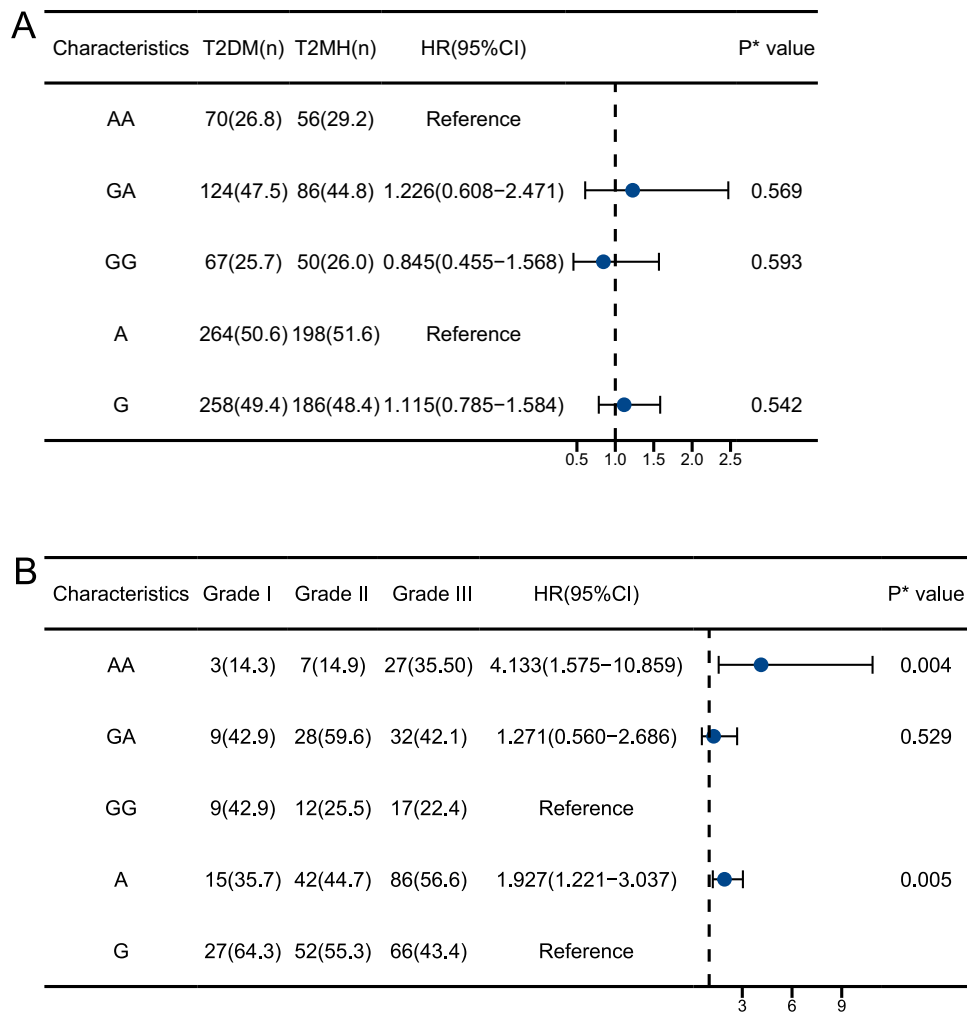 A
Characteristics T2DM(n) T2MH(n) HR(95%CI) P* value
AA 70(26.8) 56(29.2) Reference
GA 124(47.5) 86(44.8) 1.226(0.608−2.471) 0.569
GG 67(25.7) 50(26.0) 0.845(0.455−1.568) 0.593
A 264(50.6) 198(51.6) Reference
G 258(49.4) 186(48.4) 1.115(0.785−1.584) 0.542
0.5 1.0 1.5 2.0 2.5
B
Characteristics Grade I Grade II Grade III HR(95%CI) P* value
AA 3(14.3) 7(14.9) 27(35.50) 4.133(1.575−10.859) 0.004
GA 9(42.9) 28(59.6) 32(42.1) 1.271(0.560−2.686) 0.529
GG 9(42.9) 12(25.5) 17(22.4) Reference
A 15(35.7) 42(44.7) 86(56.6) 1.927(1.221−3.037) 0.005
G 27(64.3) 52(55.3) 66(43.4) Reference
3 6 9